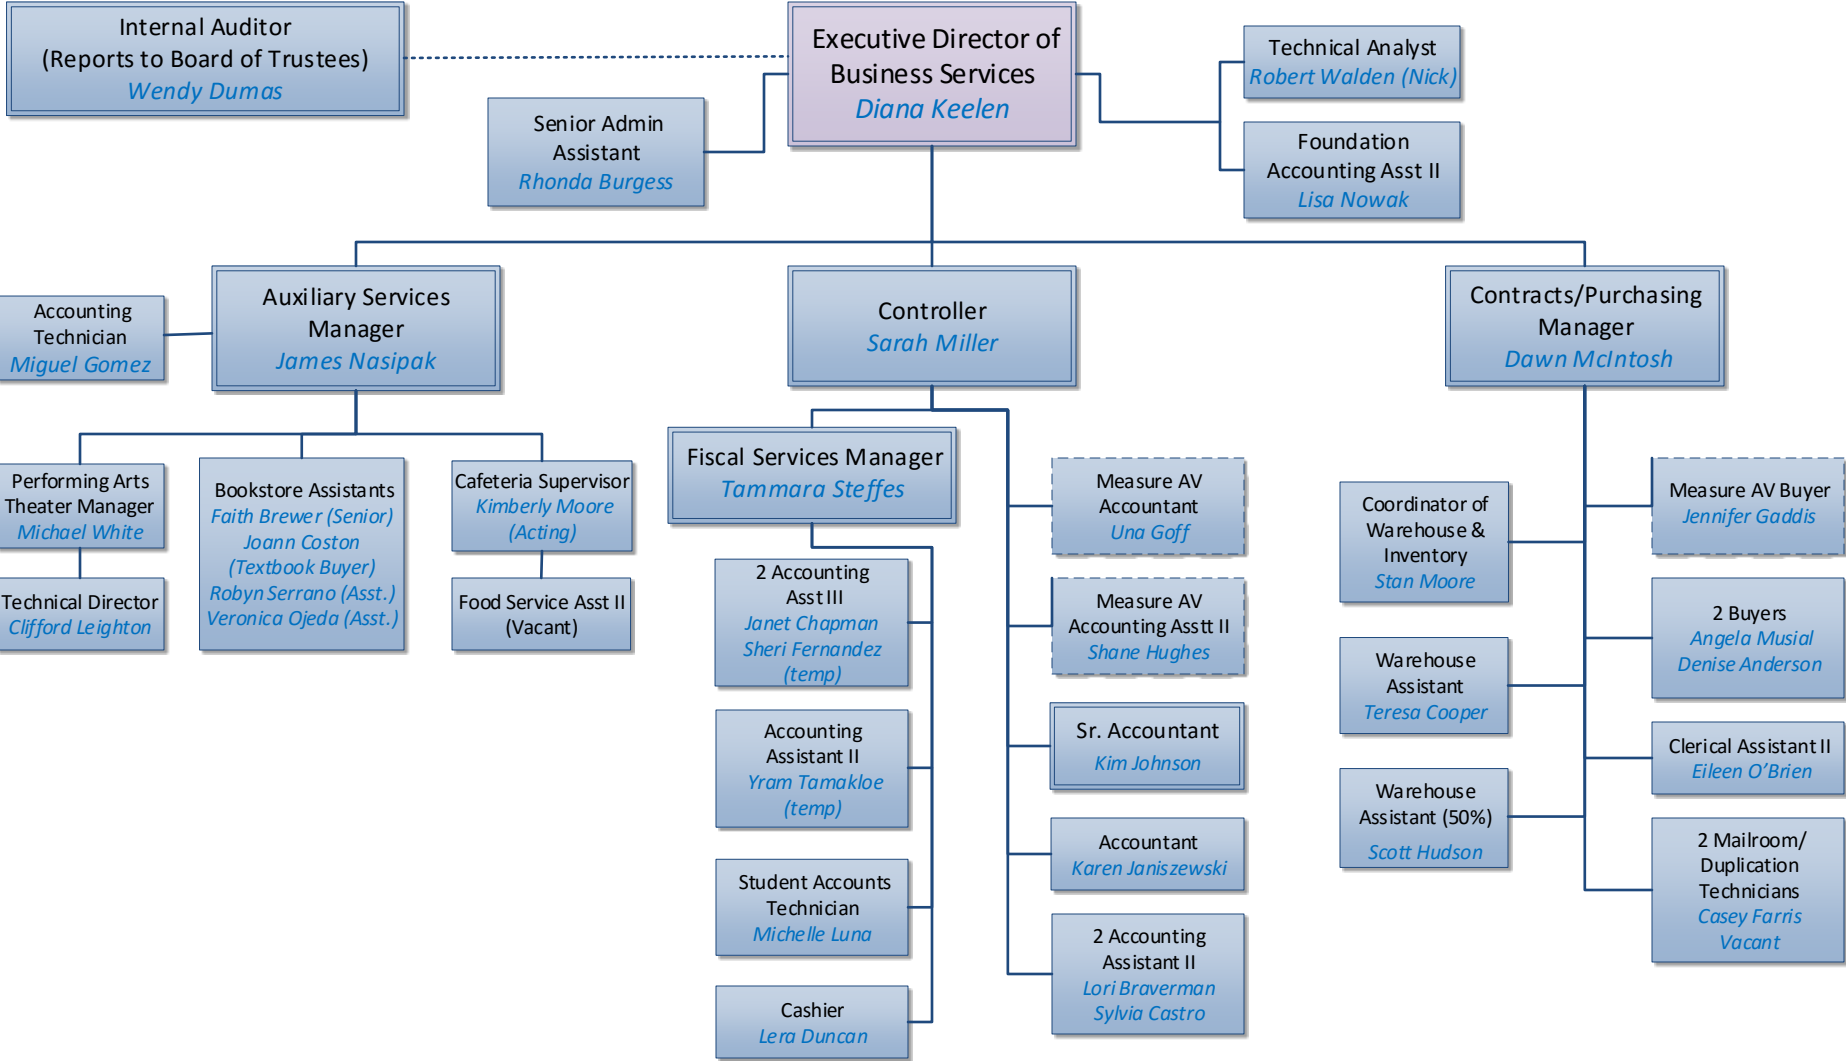 Internal Auditor
(Reports to Board of Trustees)
Wendy Dumas
Executive Director of
Business Services
Diana Keelen
Senior Admin
Assistant
Rhonda Burgess
Technical Analyst
Robert Walden (Nick)
Foundation
Accounting Asst II
Lisa Nowak
Accounting
Technician
Miguel Gomez
Auxiliary Services
Manager
James Nasipak
Controller
Sarah Miller
Contracts/Purchasing
Manager
Dawn McIntosh
Performing Arts
Theater Manager
Michael White
Technical Director
Clifford Leighton
Bookstore Assistants
Faith Brewer (Senior)
Joann Coston
(Textbook Buyer)
Robyn Serrano (Asst.)
Veronica Ojeda (Asst.)
Cafeteria Supervisor
Kimberly Moore
(Acting)
Food Service Asst II
(Vacant)
Fiscal Services Manager
Tammara Steffes
2 Accounting
Asst III
Janet Chapman
Sheri Fernandez
(temp)
Accounting
Assistant II
Yram Tamakloe
(temp)
Student Accounts
Technician
Michelle Luna
Cashier
Lera Duncan
Measure AV
Accountant
Una Goff
Measure AV
Accounting Asstt II
Shane Hughes
Sr. Accountant
Kim Johnson
Accountant
Karen Janiszewski
2 Accounting
Assistant II
Lori Braverman
Sylvia Castro
Coordinator of
Warehouse &
Inventory
Stan Moore
Warehouse
Assistant
Teresa Cooper
Warehouse
Assistant (50%)
Scott Hudson
Measure AV Buyer
Jennifer Gaddis
2 Buyers
Angela Musial
Denise Anderson
Clerical Assistant II
Eileen O’Brien
2 Mailroom/
Duplication
Technicians
Casey Farris
Vacant